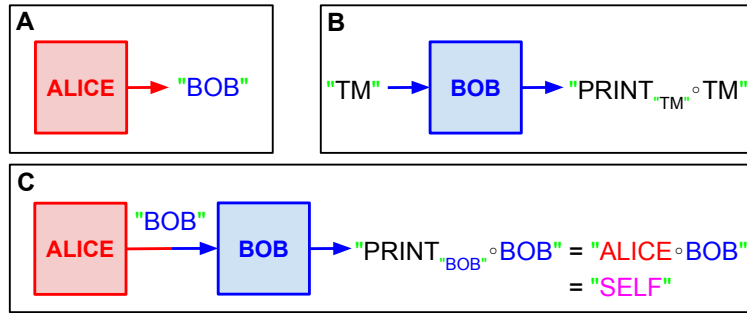 A
ALICE
"BOB"
B
"TM"
BOB
"PRINT"TM"∘TM"
C
ALICE
"BOB"
BOB
"PRINT"BOB"∘BOB" = "ALICE∘BOB"
= "SELF"